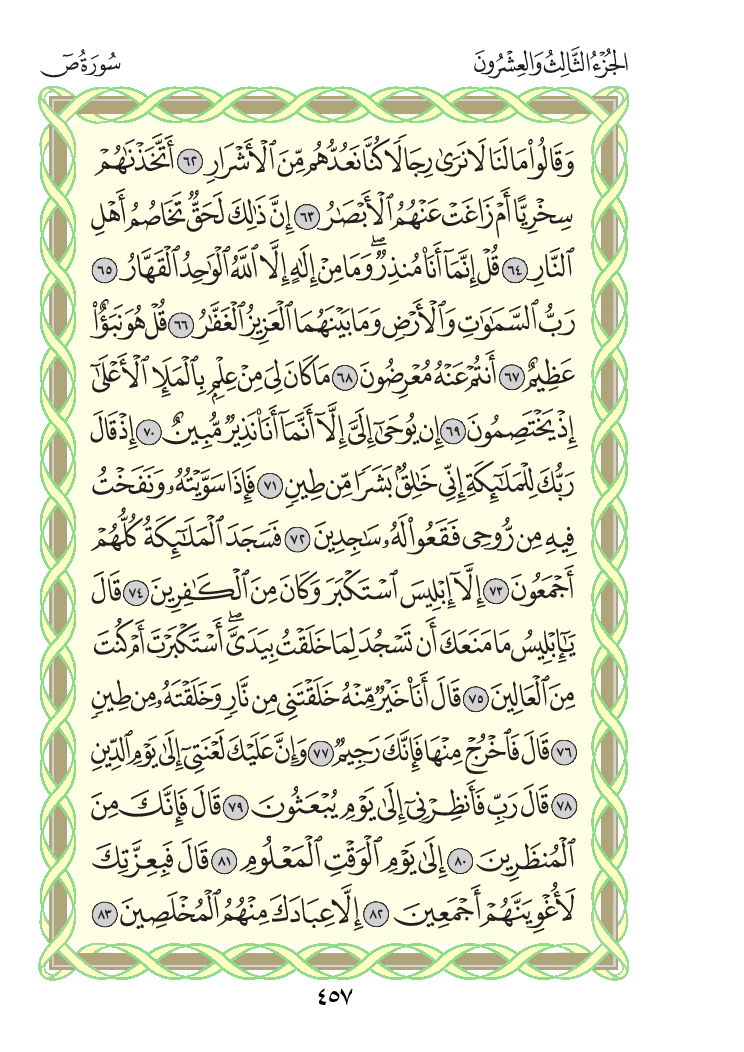 الجُزْءُ الثَّالِثُ وَالعِشْرُونَ
سُورَةُ صٓ
وَقَالُوا۟ مَا لَنَا لَا نَرَىٰ رِجَالًا كُنَّا نَعُدُّهُم مِّنَ ٱلْأَشْرَارِ ٦٢ أَتَّخَذْنَٰهُمْ
سِخْرِيًّا أَمْ زَاغَتْ عَنْهُمُ ٱلْأَبْصَٰرُ ٦٣ إِنَّ ذَٰلِكَ لَحَقٌّ تَخَاصُمُ أَهْلِ
ٱلنَّارِ ٦٤ قُلْ إِنَّمَآ أَنَا۠ مُنذِرٌ ۖ وَمَا مِنْ إِلَٰهٍ إِلَّا ٱللَّهُ ٱلْوَٰحِدُ ٱلْقَهَّارُ ٦٥
رَبُّ ٱلسَّمَٰوَٰتِ وَٱلْأَرْضِ وَمَا بَيْنَهُمَا ٱلْعَزِيزُ ٱلْغَفَّٰرُ ٦٦ قُلْ هُوَ نَبَؤٌا۟
عَظِيمٌ ٦٧ أَنتُمْ عَنْهُ مُعْرِضُونَ ٦٨ مَا كَانَ لِىَ مِنْ عِلْمٍۭ بِٱلْمَلَإِ ٱلْأَعْلَىٰٓ
إِذْ يَخْتَصِمُونَ ٦٩ إِن يُوحَىٰٓ إِلَىَّ إِلَّآ أَنَّمَآ أَنَا۠ نَذِيرٌ مُّبِينٌ ٧٠ إِذْ قَالَ
رَبُّكَ لِلْمَلَٰٓئِكَةِ إِنِّى خَٰلِقٌۢ بَشَرًا مِّن طِينٍ ٧١ فَإِذَا سَوَّيْتُهُۥ وَنَفَخْتُ
فِيهِ مِن رُّوحِى فَقَعُوا۟ لَهُۥ سَٰجِدِينَ ٧٢ فَسَجَدَ ٱلْمَلَٰٓئِكَةُ كُلُّهُمْ
أَجْمَعُونَ ٧٣ إِلَّآ إِبْلِيسَ ٱسْتَكْبَرَ وَكَانَ مِنَ ٱلْكَٰفِرِينَ ٧٤ قَالَ
يَٰٓإِبْلِيسُ مَا مَنَعَكَ أَن تَسْجُدَ لِمَا خَلَقْتُ بِيَدَىَّ ۖ أَسْتَكْبَرْتَ أَمْ كُنتَ
مِنَ ٱلْعَالِينَ ٧٥ قَالَ أَنَا۠ خَيْرٌ مِّنْهُ خَلَقْتَنِى مِن نَّارٍ وَخَلَقْتَهُۥ مِن طِينٍ
٧٦ قَالَ فَٱخْرُجْ مِنْهَا فَإِنَّكَ رَجِيمٌ ٧٧ وَإِنَّ عَلَيْكَ لَعْنَتِىٓ إِلَىٰ يَوْمِ ٱلدِّينِ
٧٨ قَالَ رَبِّ فَأَنظِرْنِىٓ إِلَىٰ يَوْمِ يُبْعَثُونَ ٧٩ قَالَ فَإِنَّكَ مِنَ
ٱلْمُنظَرِينَ ٨٠ إِلَىٰ يَوْمِ ٱلْوَقْتِ ٱلْمَعْلُومِ ٨١ قَالَ فَبِعِزَّتِكَ
لَأُغْوِيَنَّهُمْ أَجْمَعِينَ ٨٢ إِلَّا عِبَادَكَ مِنْهُمُ ٱلْمُخْلَصِينَ ٨٣
٤٥٧